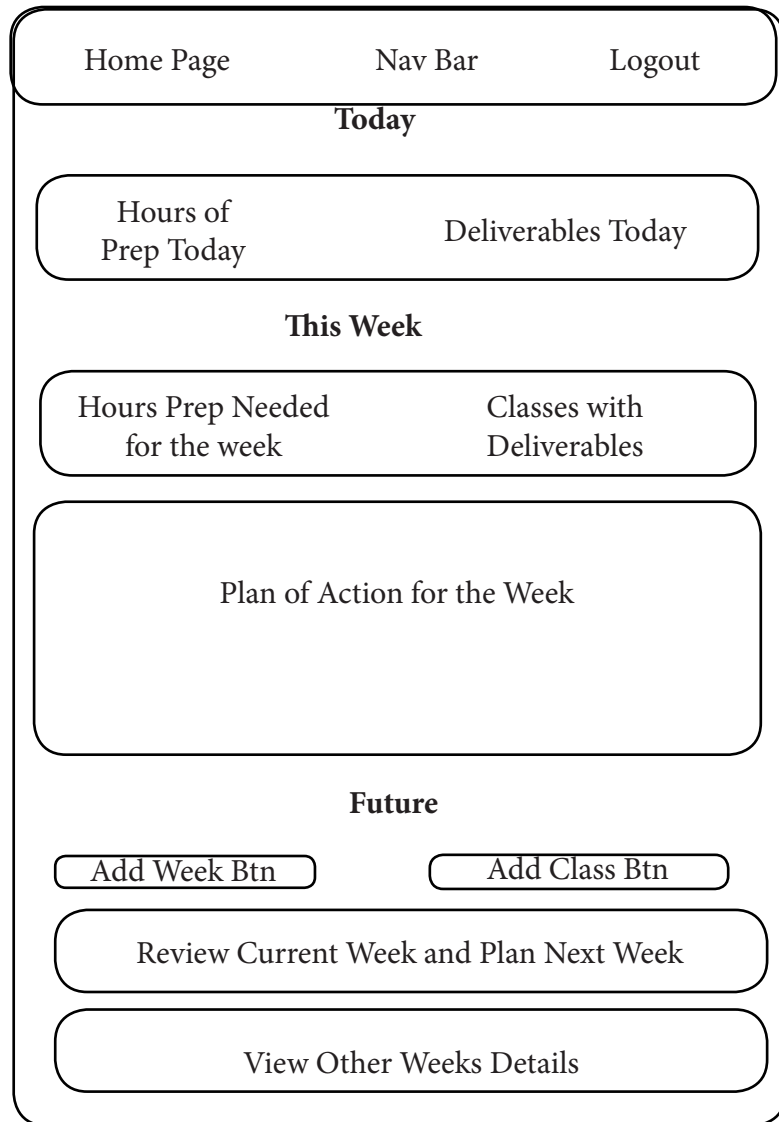 Home Page Nav Bar Logout
Today
Hours of
Prep Today
Deliverables Today
This Week
Hours Prep Needed
for the week
Classes with
Deliverables
Plan of Action for the Week
Future
Add Week Btn
Add Class Btn
Review Current Week and Plan Next Week
View Other Weeks Details